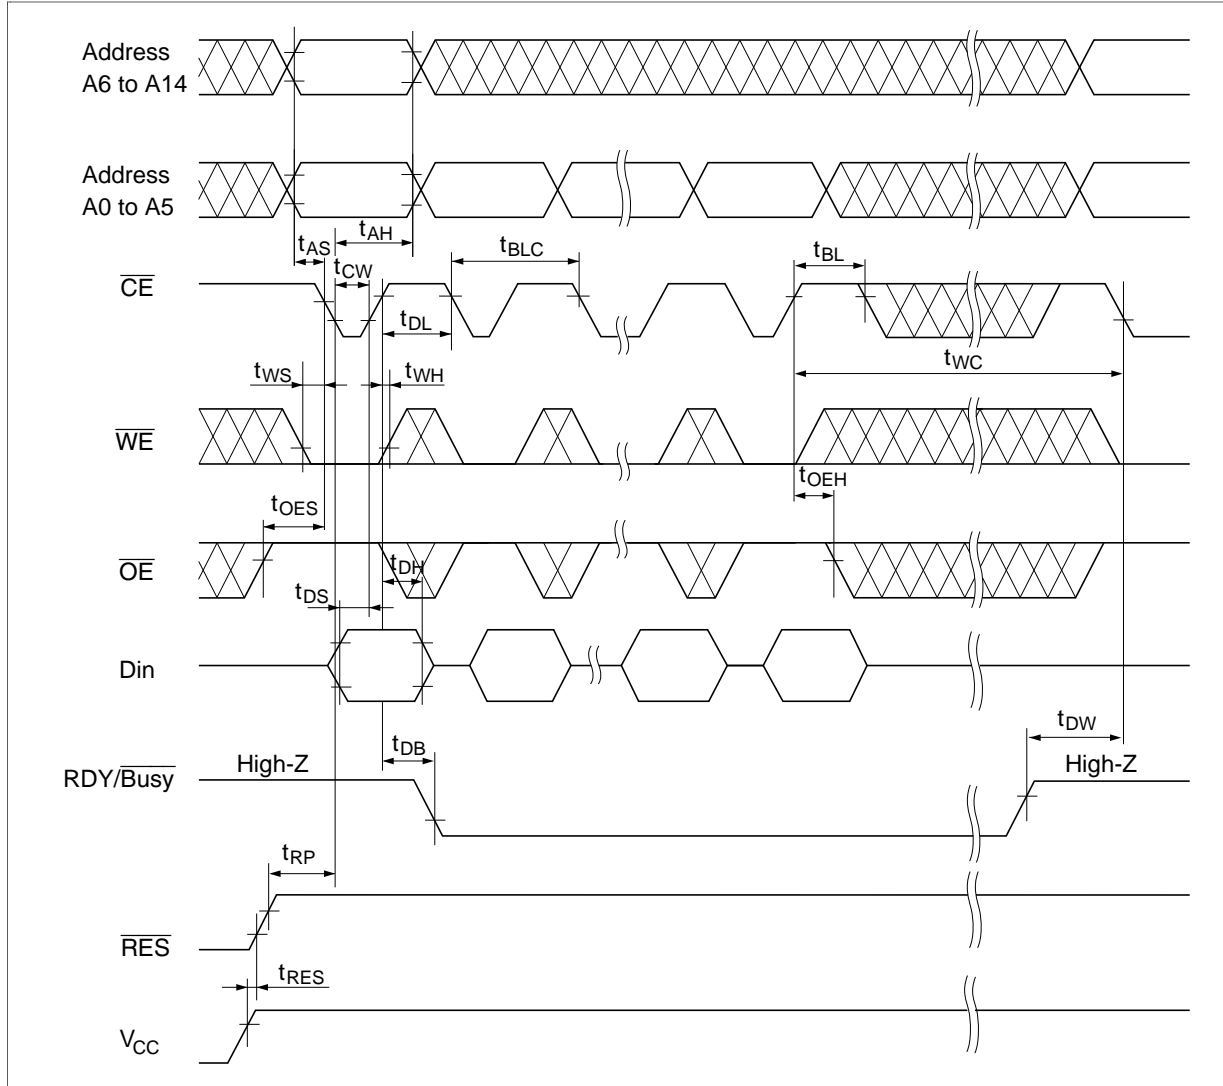 Address
A6 to A14
Address
A0 to A5
tAS
tAH
tCW
tBLC
tBL
CE
tDL
tWC
tWS
tWH
WE
tOES
tOEH
OE
tDH
tDS
Din
tDB
tDW
RDY/Busy
High-Z
High-Z
tRP
RES
tRES
VCC